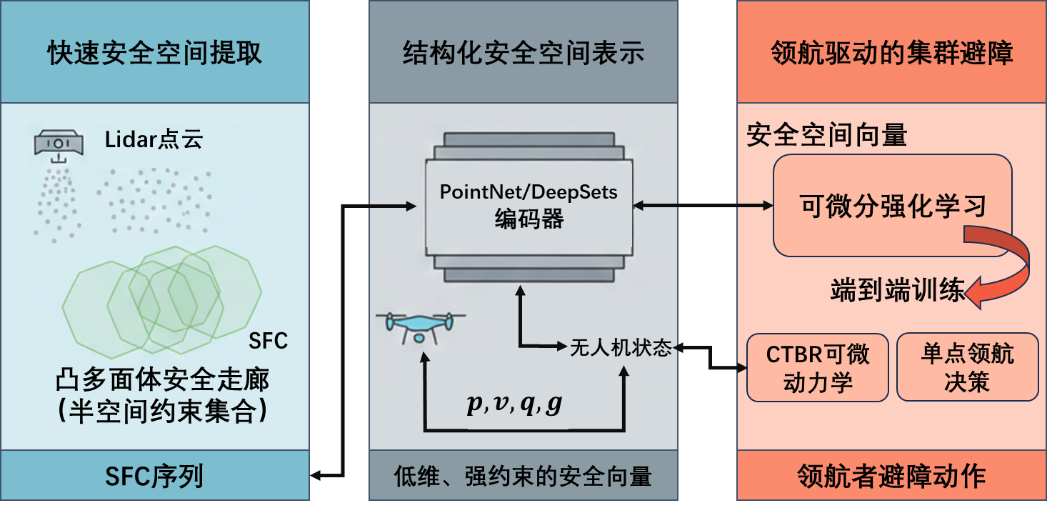 快速安全空间提取
Lidar点云
SFC
凸多面体安全走廊
(半空间约束集合)
SFC序列
结构化安全空间表示
PointNet/DeepSets
编码器
无人机状态
p,v,q,g
低维、强约束的安全向量
领航驱动的集群避障
安全空间向量
可微分强化学习
端到端训练
CTBR可微
动力学
单点领航
决策
领航者避障动作